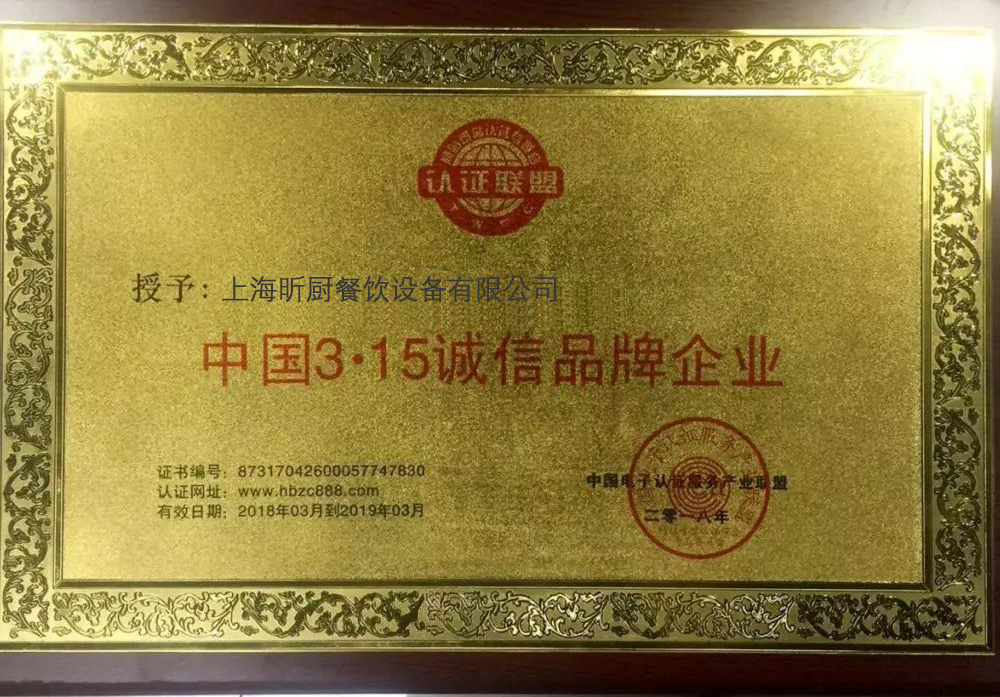 认证联盟
授予：上海昕厨餐饮设备有限公司
中国3·15诚信品牌企业
证书编号：87317042600057747830
认证网址：www.hbzc888.com
有效日期：2018年03月到2019年03月
中国电子认证服务产业联盟
二零一八年